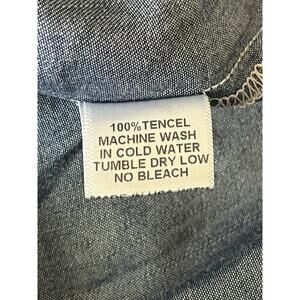 100%TENCEL
MACHINE WASH
IN COLD WATER
TUMBLE DRY LOW
NO BLEACH